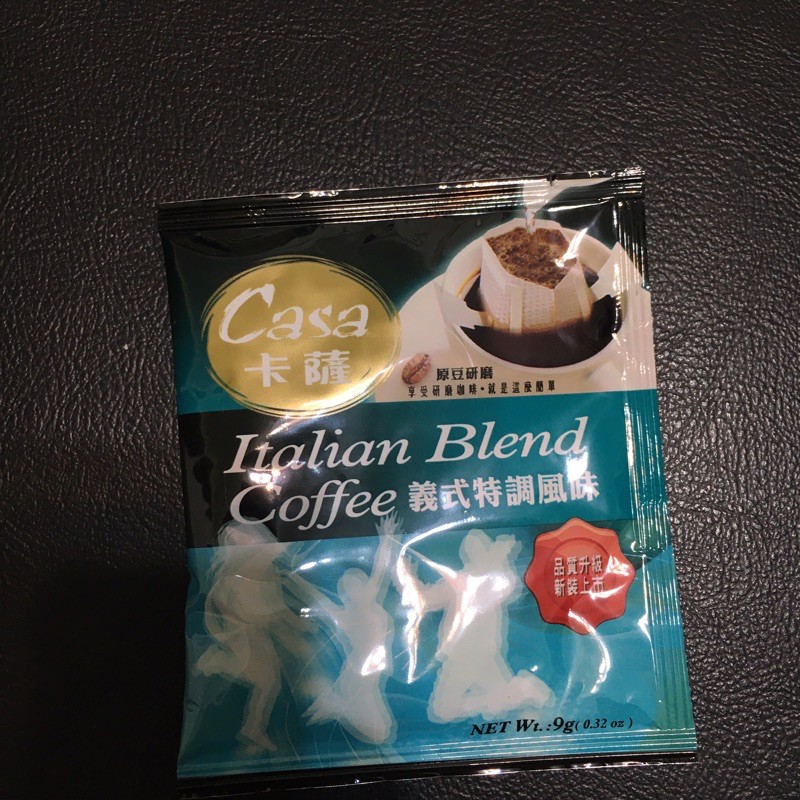 Casa
卡薩
原豆研磨
享受研磨咖啡•就是這麼簡單
Italian Blend
Coffee 義式特調風味
品質升級
新裝上市
NET Wt.:9g( 0.32 oz )